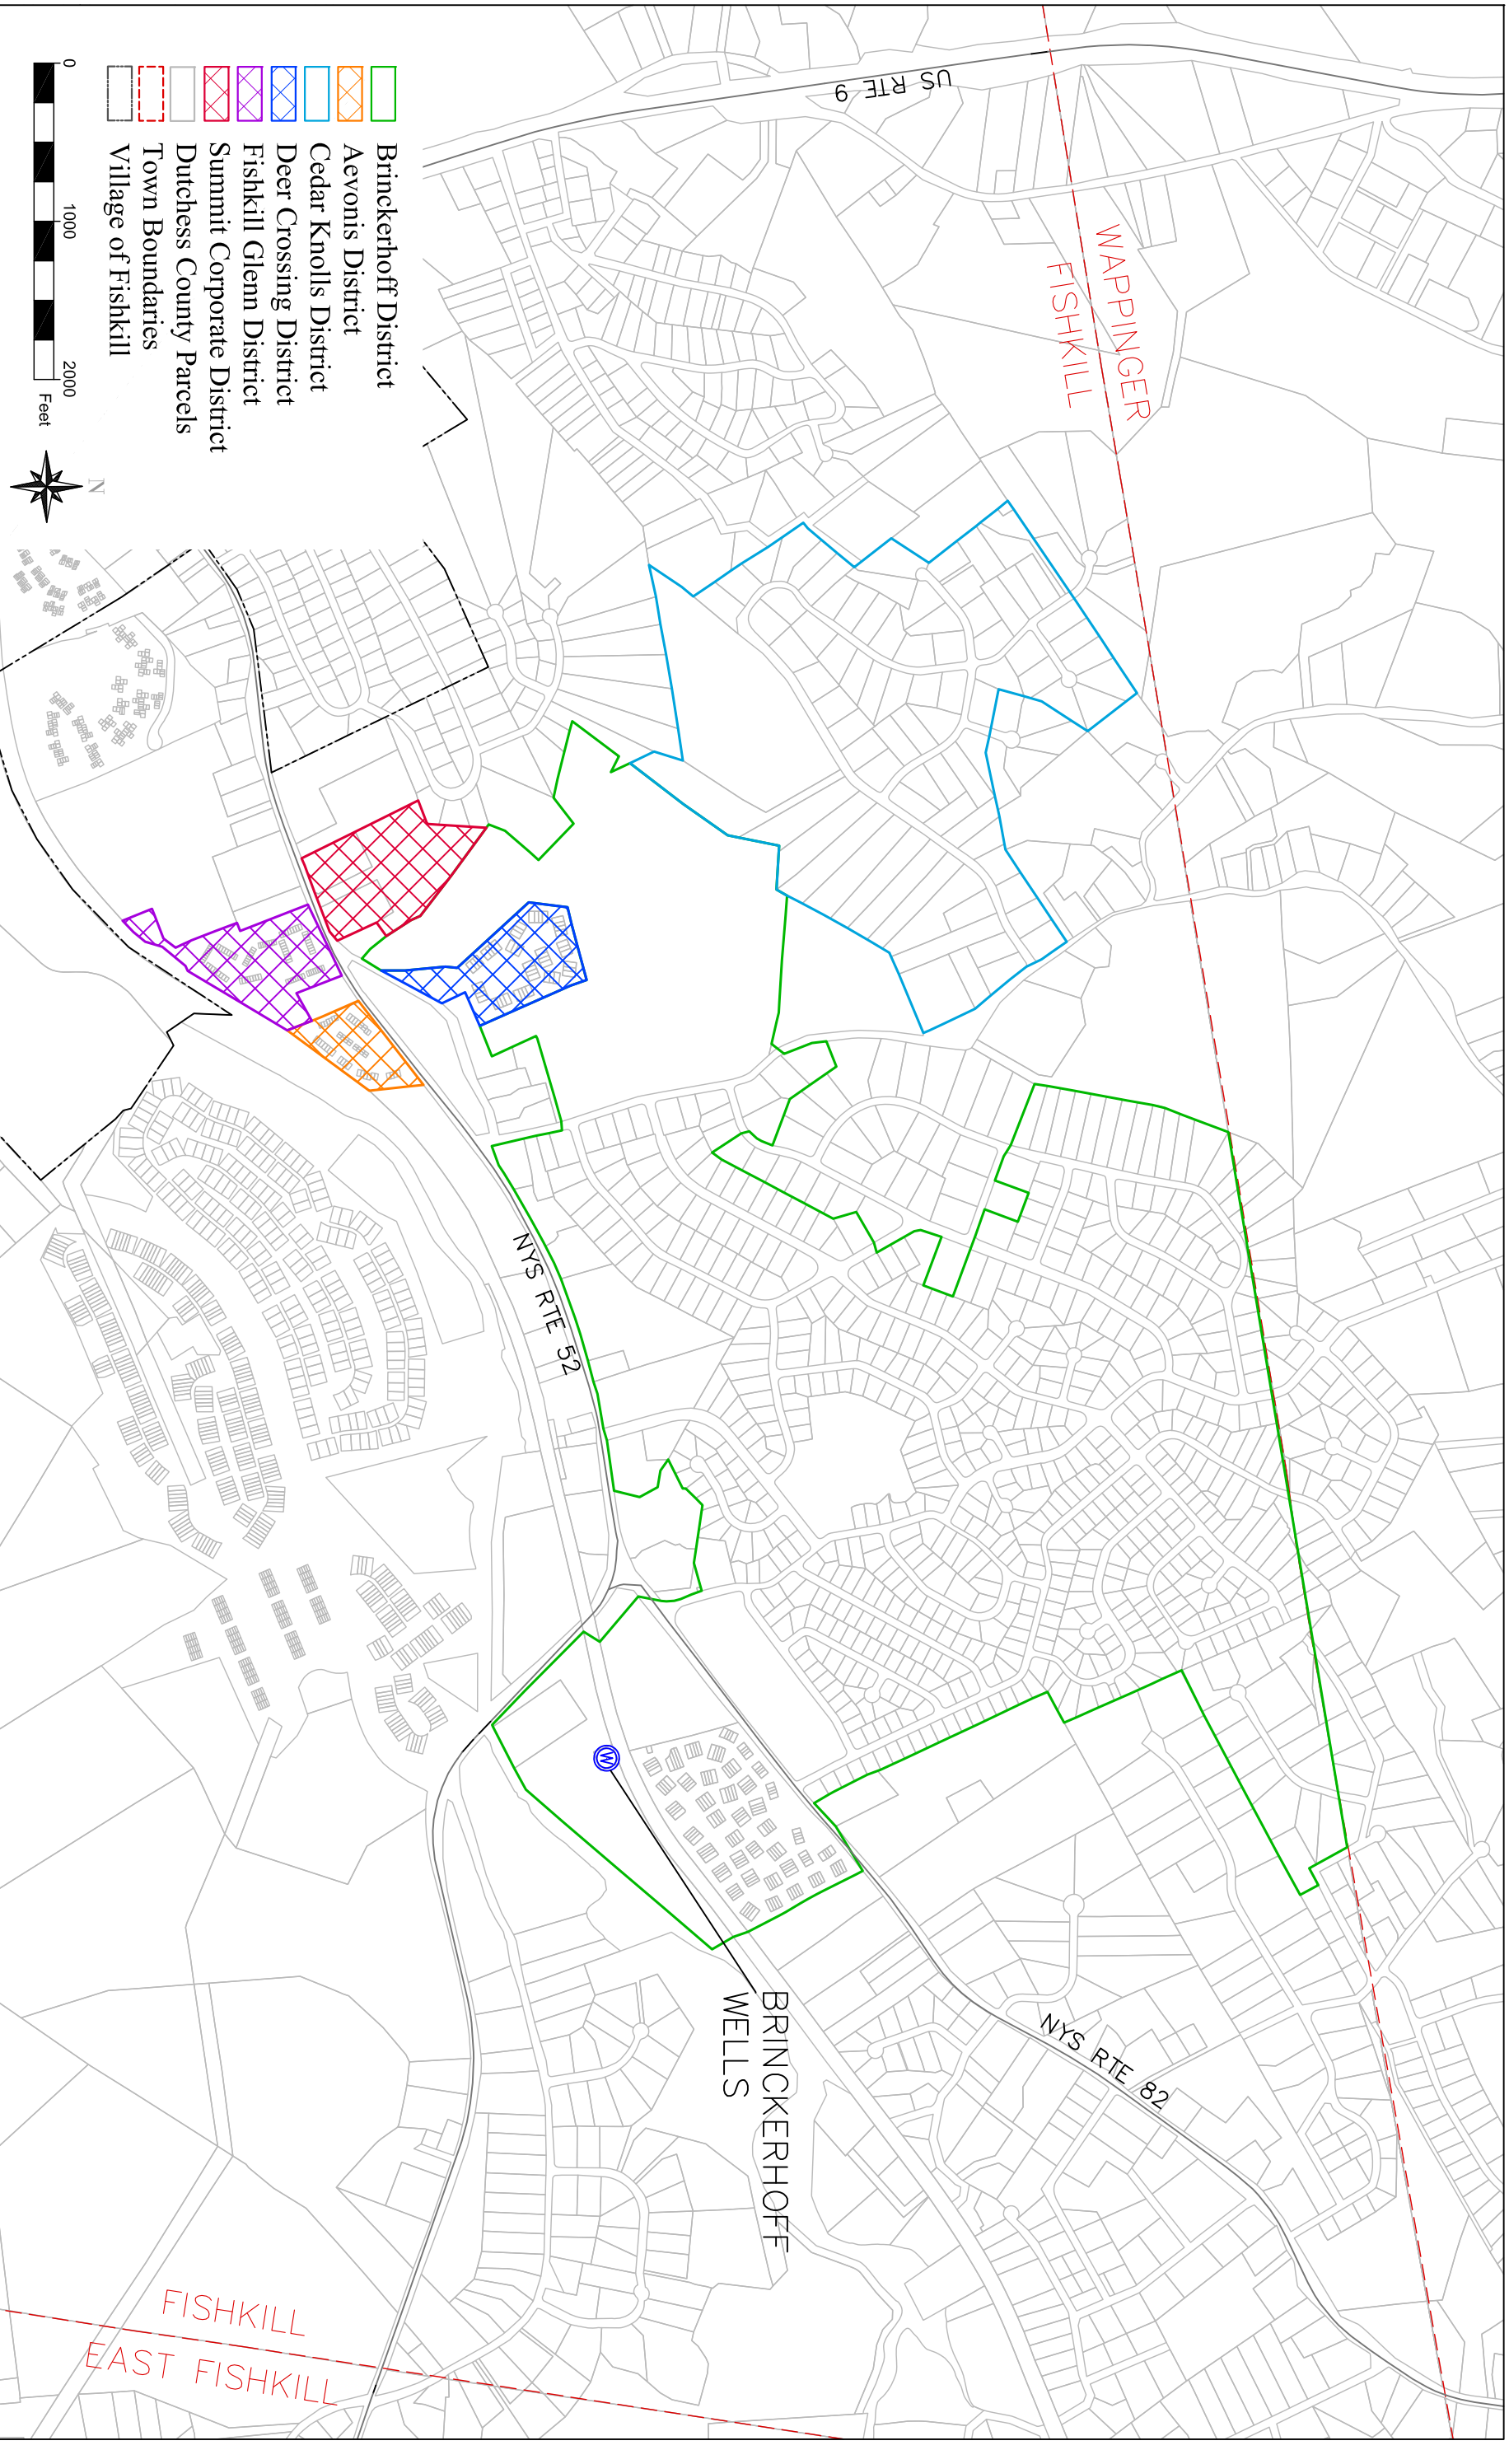 US RTE 9
WAPPINGER
FISHKILL
NYS RTE 52
NYS RTE 82
W
BRINCKERHOFF
WELLS
FISHKILL
EAST FISHKILL
Brinckerhoff District
Aevonis District
Cedar Knolls District
Deer Crossing District
Fishkill Glenn District
Summit Corporate District
Dutchess County Parcels
Town Boundaries
Village of Fishkill
0 1000 2000
Feet
N